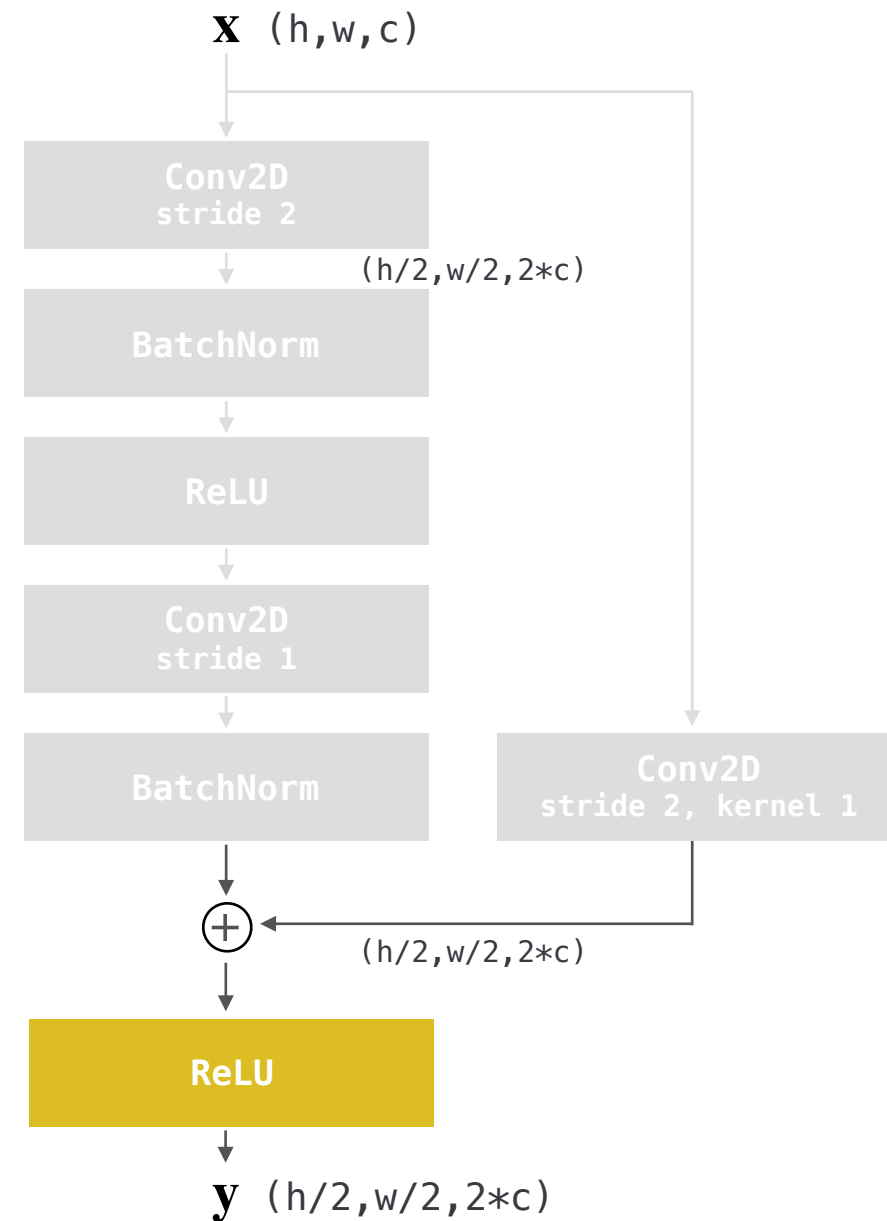 x (h,w,c)
Conv2D
stride 2
(h/2,w/2,2*c)
BatchNorm
ReLU
Conv2D
stride 1
BatchNorm
Conv2D
stride 2, kernel 1
+
(h/2,w/2,2*c)
ReLU
y (h/2,w/2,2*c)